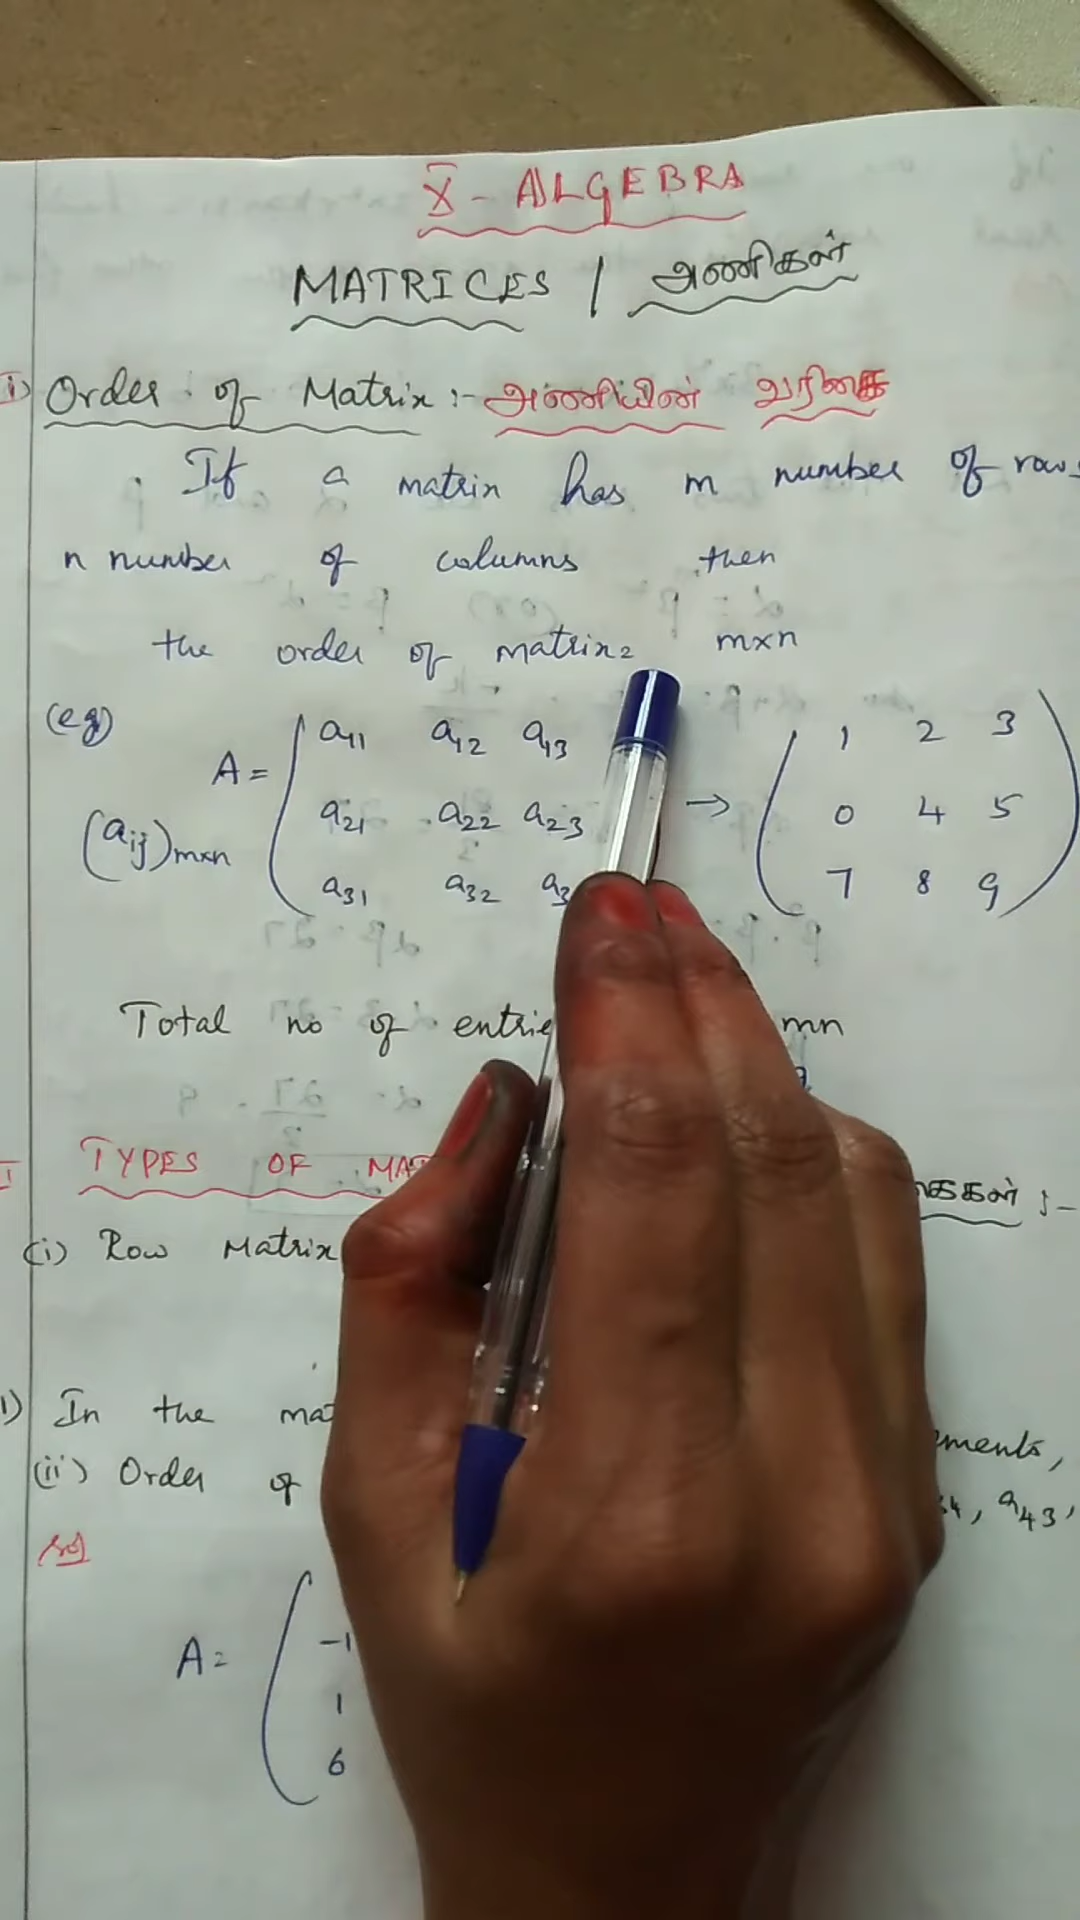 X - ALGEBRA
MATRICES / அணிகள்
i) Order of Matrix :- அணியின் வரிசை
If a matrix has m number of rows
n number of columns then
the order of matrix = m×n
(eg) A = ( a11 a12 a13 → ( 1 2 3 )
a21 a22 a23 0 4 5
(aij)m×n a31 a32 7 8 9
Total no of mn
TYPES OF
(i) Row Matrix
1) In the
(ii) Order of a43,
A = ( -1
1
6